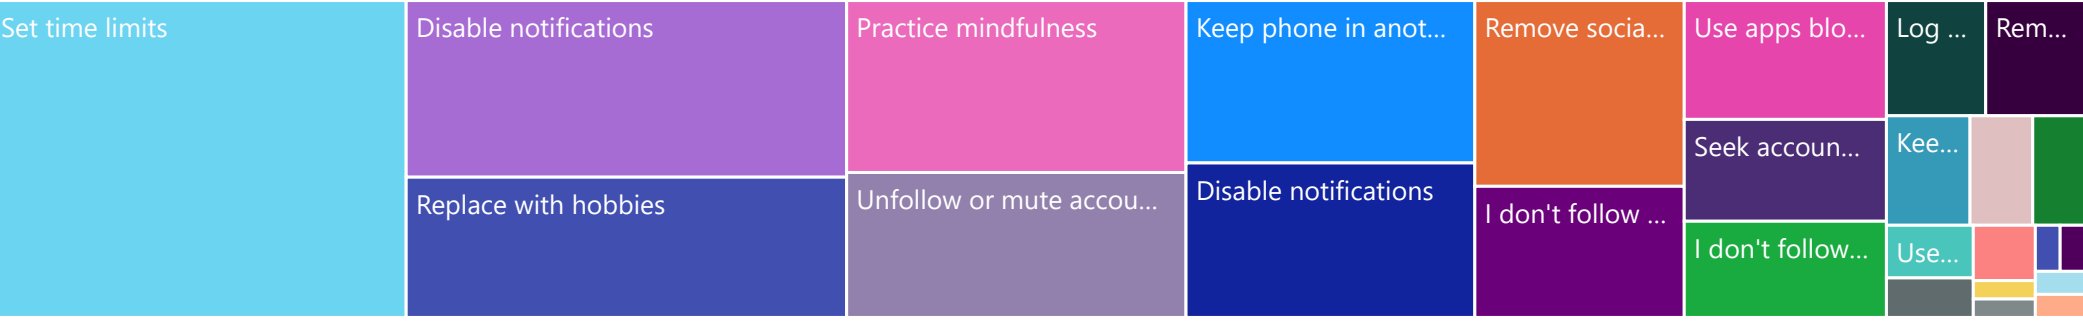 Set time limits
Disable notifications
Replace with hobbies
Practice mindfulness
Unfollow or mute accou...
Keep phone in anot...
Disable notifications
Remove socia...
I don't follow ...
Use apps blo...
Seek accoun...
I don't follow...
Log ...
Rem...
Kee...
Use...